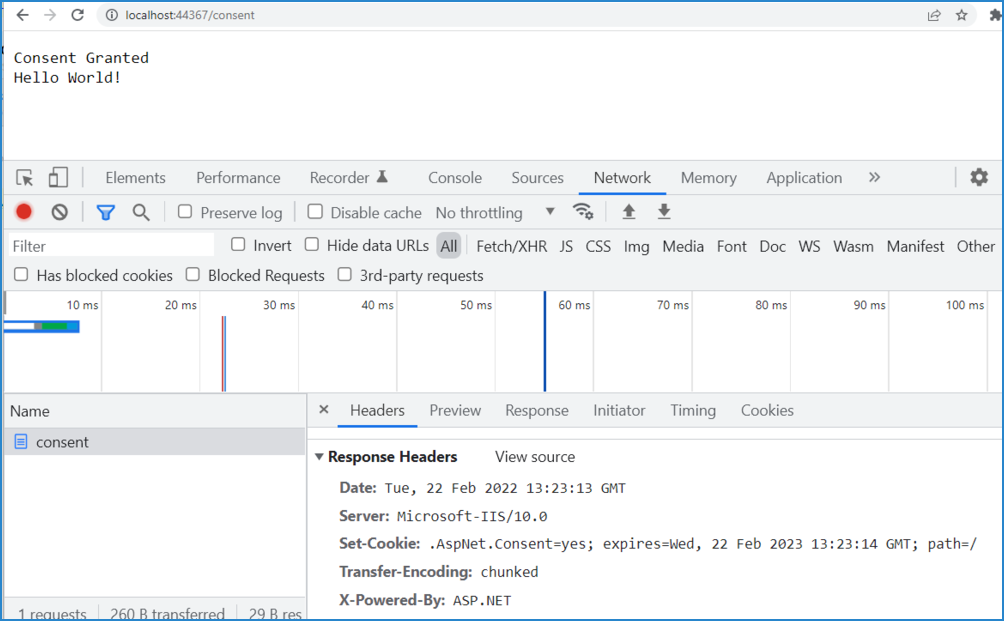 localhost:44367/consent
Consent Granted
Hello World!
Elements Performance Recorder Console Sources Network Memory Application
Preserve log Disable cache No throttling
Filter Invert Hide data URLs All Fetch/XHR JS CSS Img Media Font Doc WS Wasm Manifest Other
Has blocked cookies Blocked Requests 3rd-party requests
10 ms 20 ms 30 ms 40 ms 50 ms 60 ms 70 ms 80 ms 90 ms 100 ms
Name Headers Preview Response Initiator Timing Cookies
consent
Response Headers View source
Date: Tue, 22 Feb 2022 13:23:13 GMT
Server: Microsoft-IIS/10.0
Set-Cookie: .AspNet.Consent=yes; expires=Wed, 22 Feb 2023 13:23:14 GMT; path=/
Transfer-Encoding: chunked
X-Powered-By: ASP.NET
1 requests 260 B transferred 29 B res